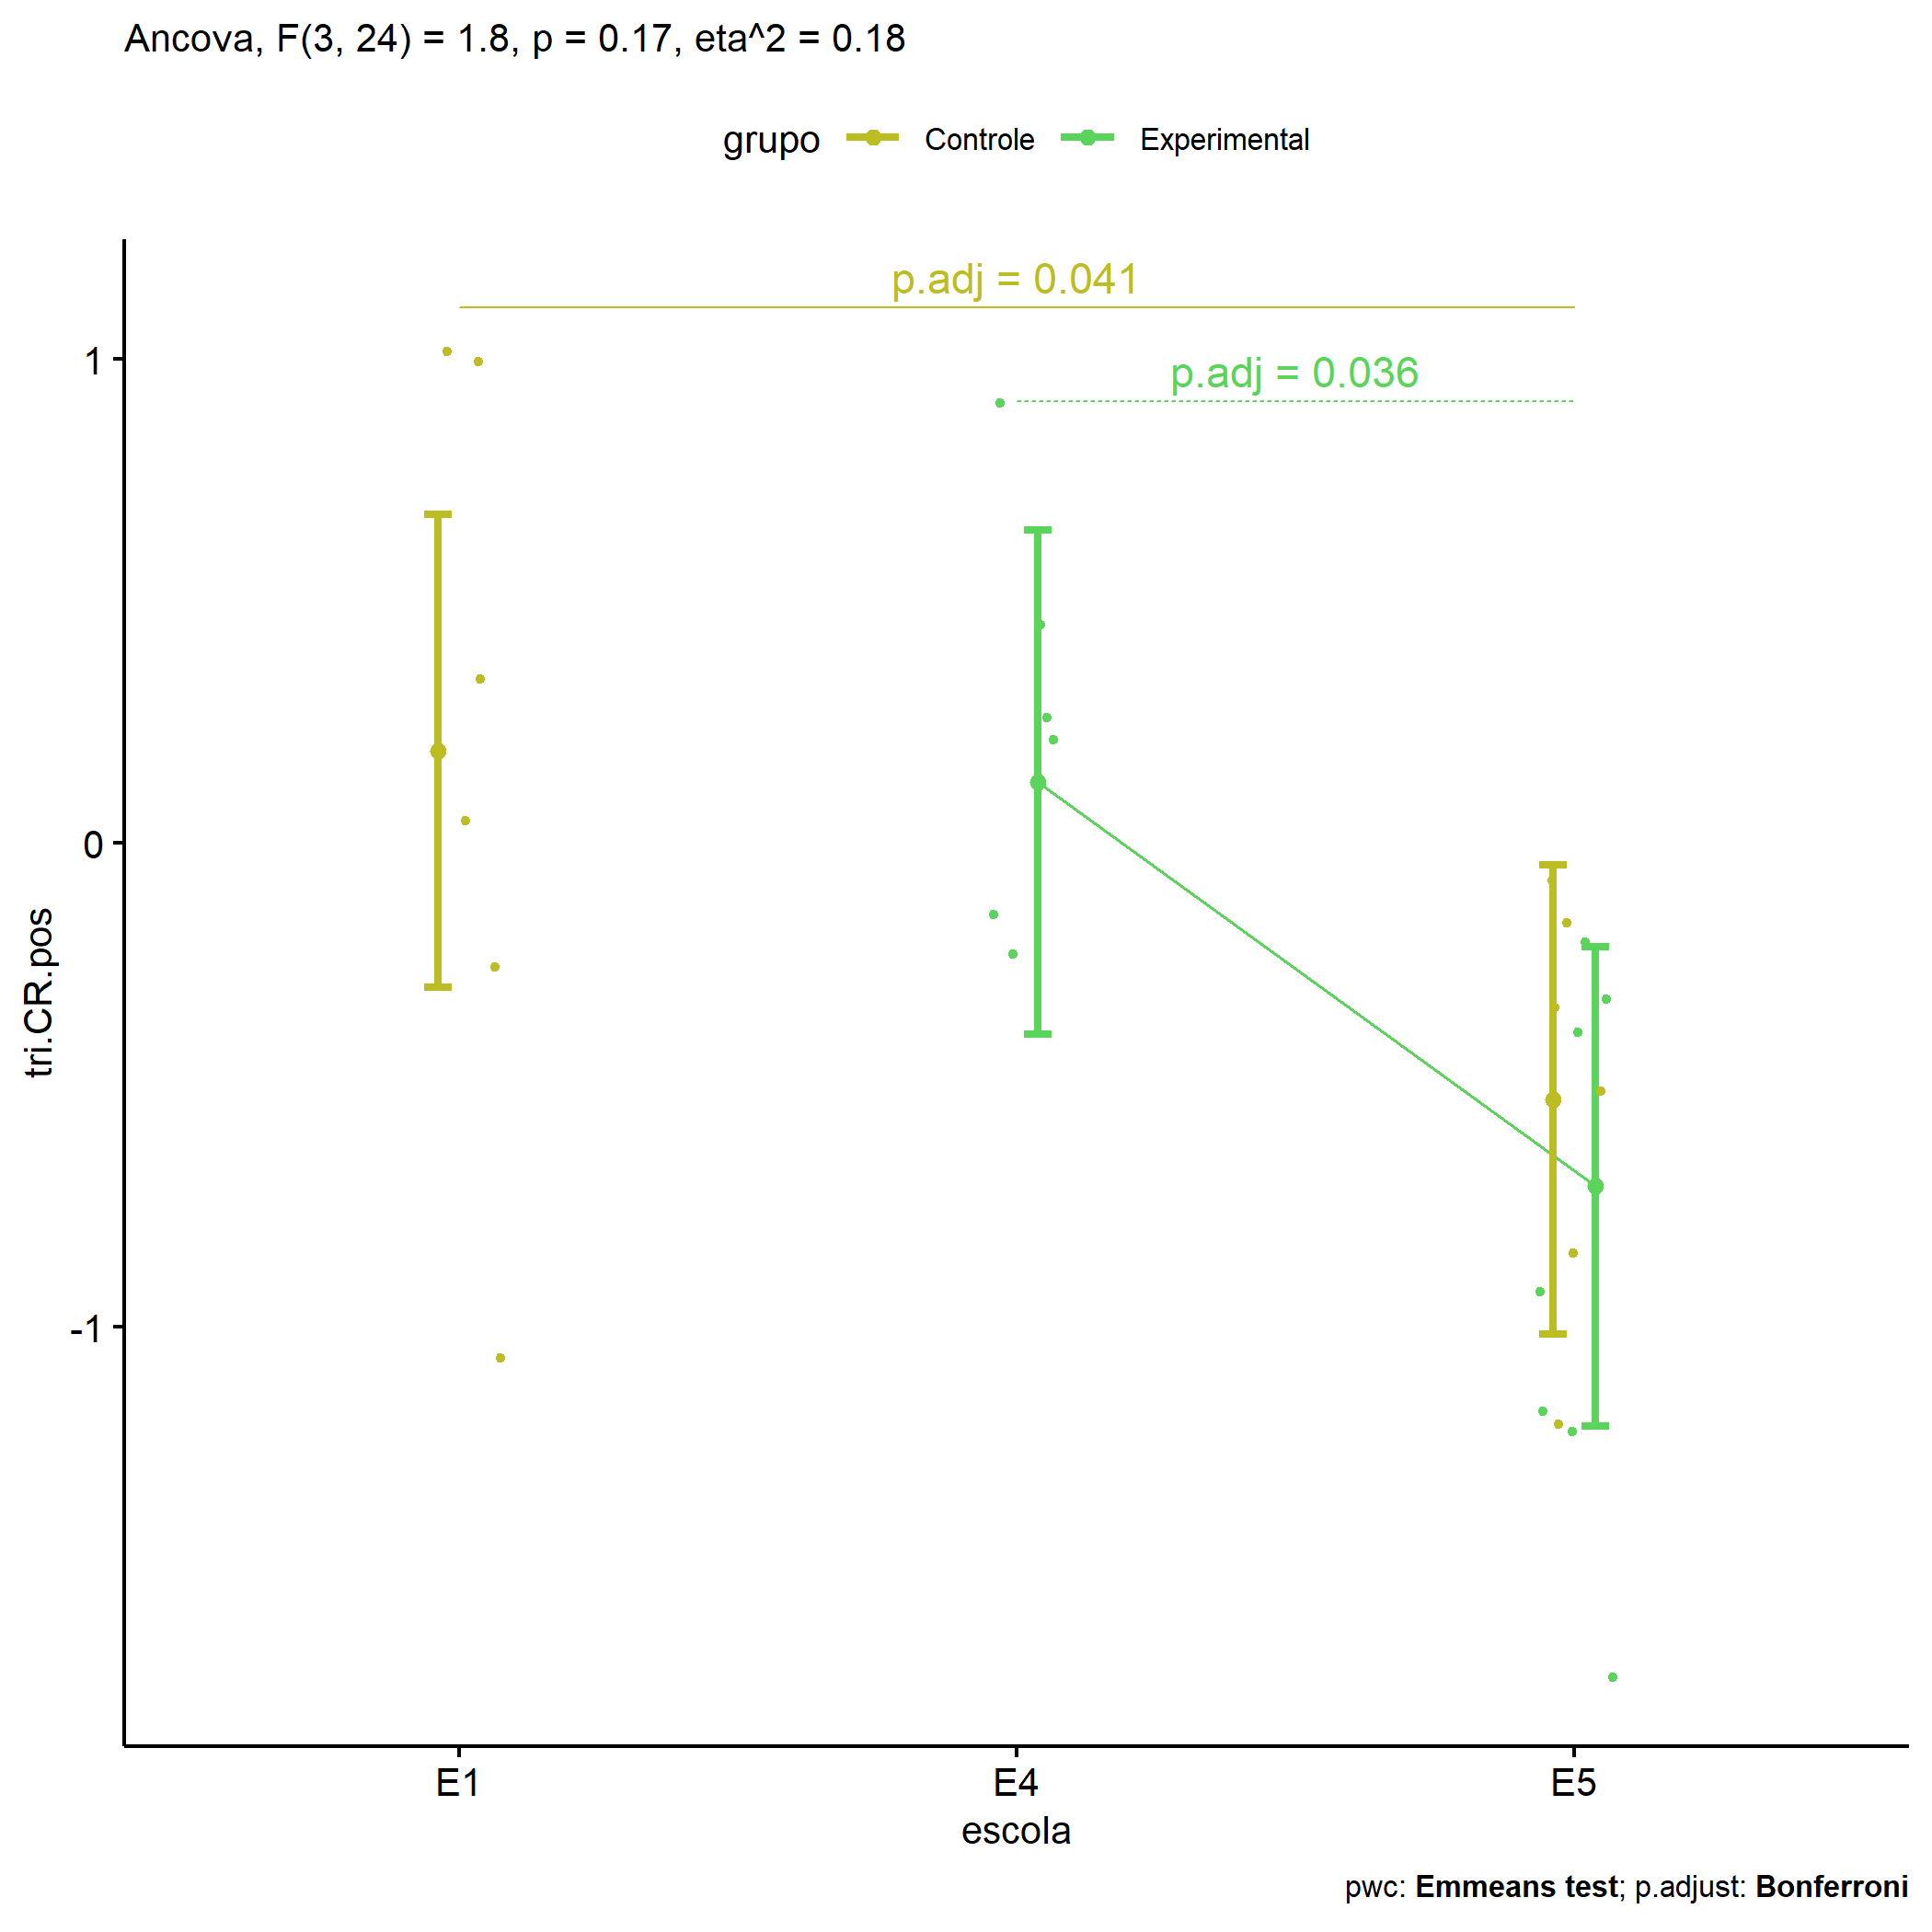 Ancova, F(3, 24) = 1.8, p = 0.17, eta^2 = 0.18
grupo Controle Experimental
p.adj = 0.041
p.adj = 0.036
1
0
-1
tri.CR.pos
E1 E4 E5
escola
pwc: Emmeans test; p.adjust: Bonferroni